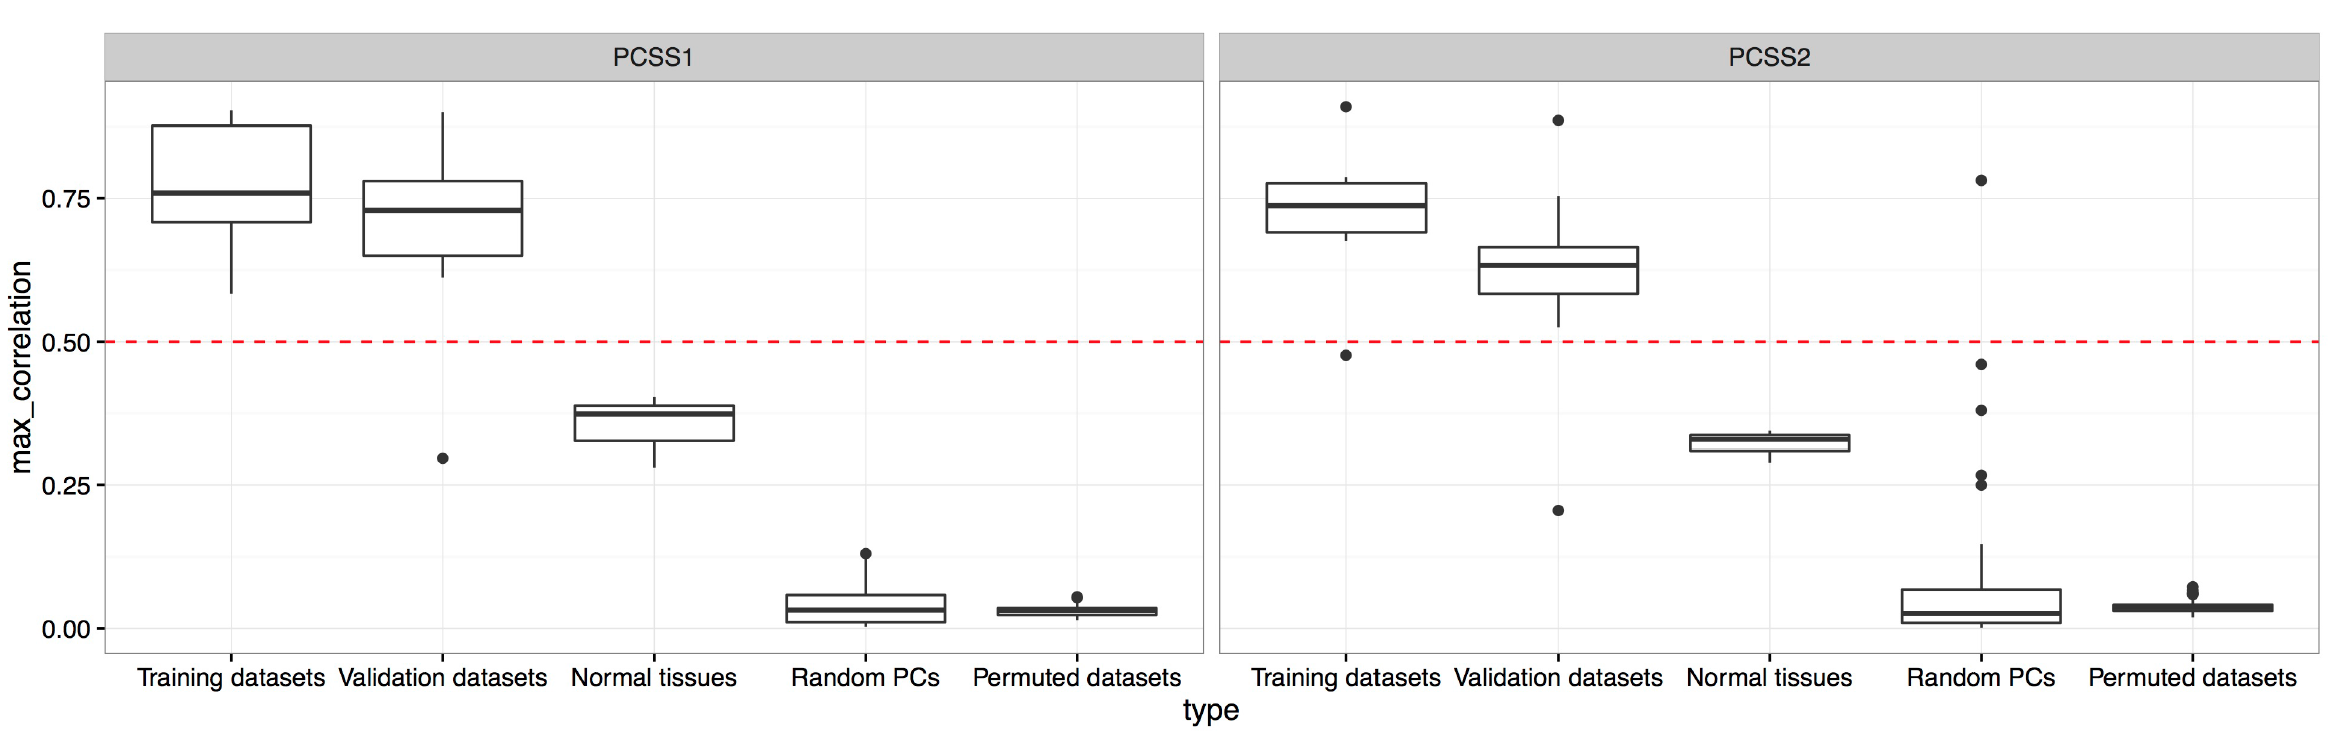 PCSS1
PCSS2
max_correlation
0.75
0.50
0.25
0.00
Training datasets Validation datasets Normal tissues Random PCs Permuted datasets
Training datasets Validation datasets Normal tissues Random PCs Permuted datasets
type